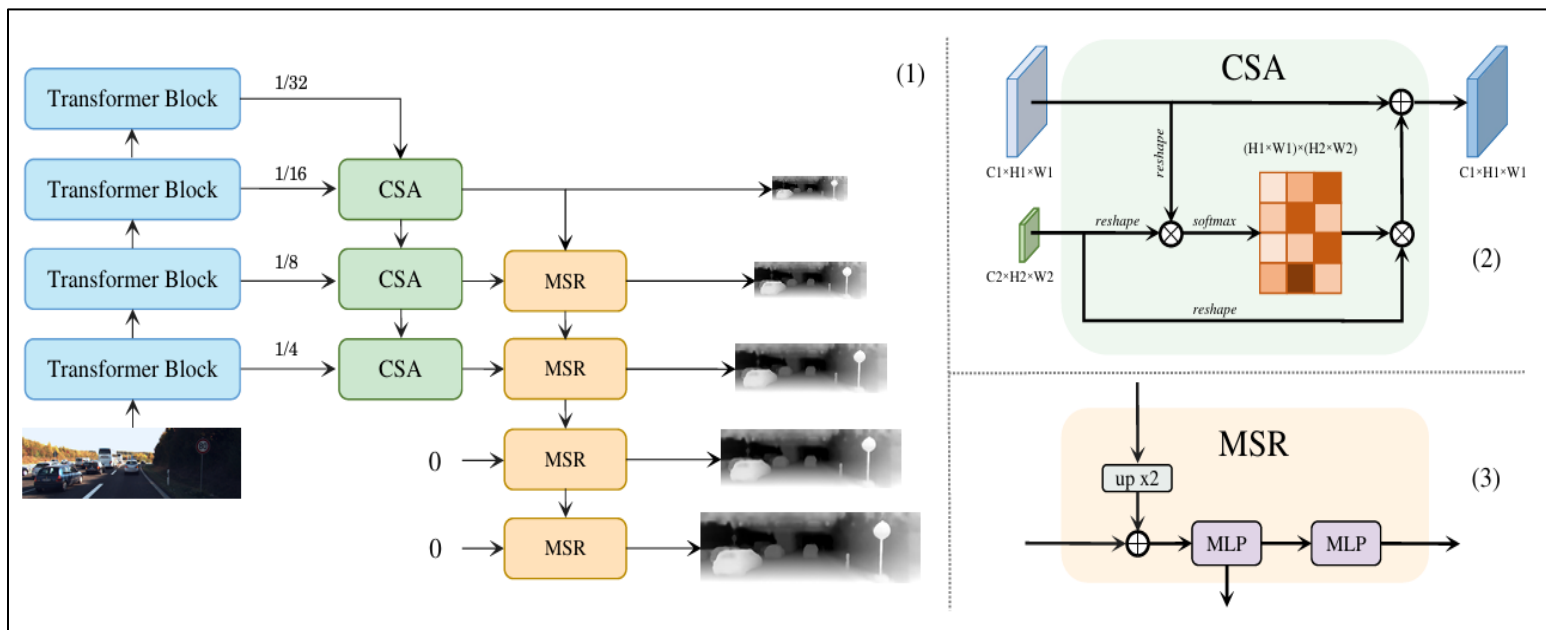 (1)
Transformer Block
1/32
Transformer Block
1/16
CSA
Transformer Block
1/8
CSA
MSR
Transformer Block
1/4
CSA
MSR
0
MSR
0
MSR
CSA
C1×H1×W1
reshape
(H1×W1)×(H2×W2)
C1×H1×W1
reshape
softmax
C2×H2×W2
(2)
reshape
MSR
up x2
(3)
MLP
MLP